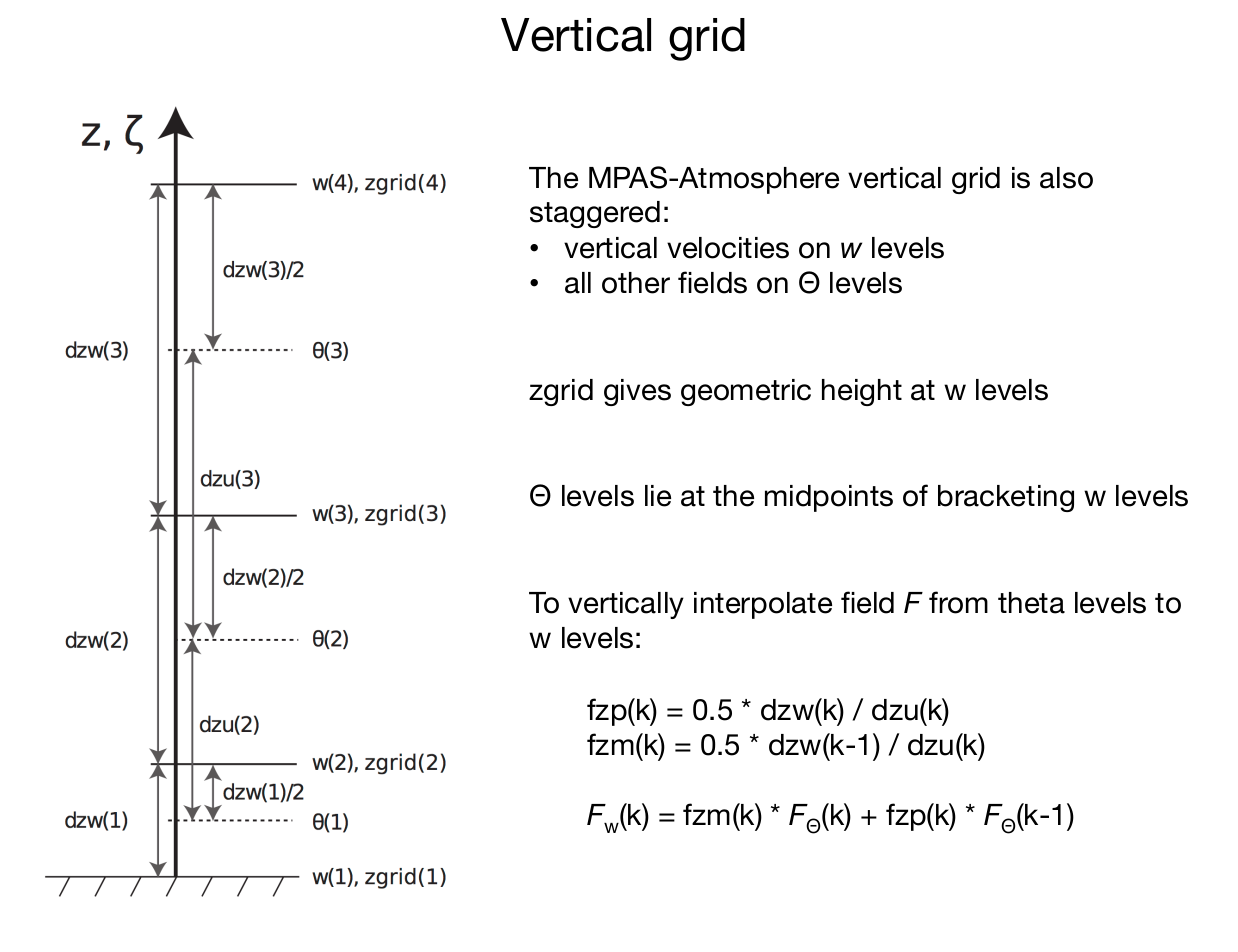 Vertical grid
z, ζ
w(4), zgrid(4)
dzw(3)/2
dzw(3)
θ(3)
dzu(3)
w(3), zgrid(3)
dzw(2)/2
dzw(2)
θ(2)
dzu(2)
w(2), zgrid(2)
dzw(1)/2
dzw(1)
θ(1)
w(1), zgrid(1)
The MPAS-Atmosphere vertical grid is also
staggered:
• vertical velocities on w levels
• all other fields on Θ levels
zgrid gives geometric height at w levels
Θ levels lie at the midpoints of bracketing w levels
To vertically interpolate field F from theta levels to
w levels:
fzp(k) = 0.5 * dzw(k) / dzu(k)
fzm(k) = 0.5 * dzw(k-1) / dzu(k)
Fw(k) = fzm(k) * FΘ(k) + fzp(k) * FΘ(k-1)